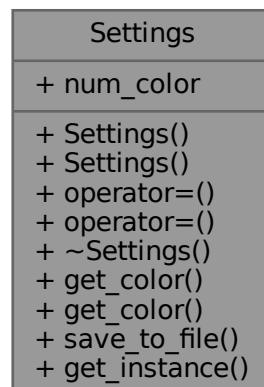 Settings
+ num_color
+ Settings()
+ Settings()
+ operator=()
+ operator=()
+ ~Settings()
+ get_color()
+ get_color()
+ save_to_file()
+ get_instance()